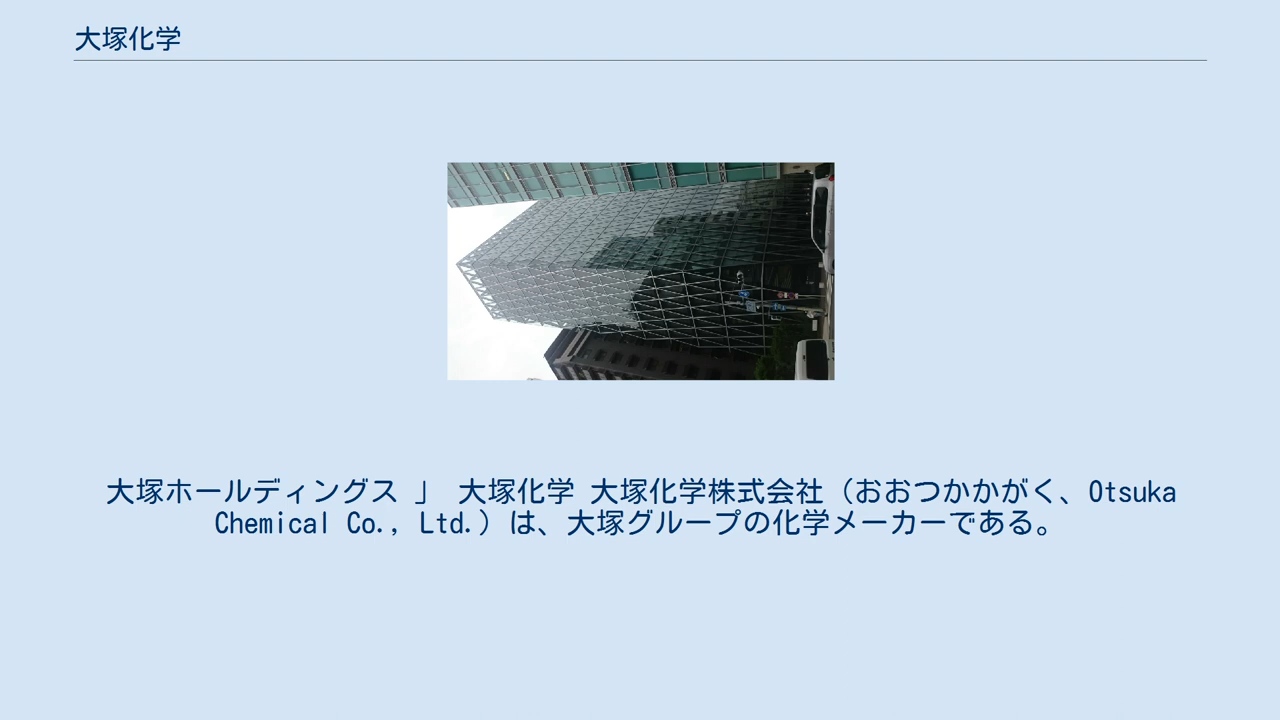 大塚化学
大塚ホールディングス 」 大塚化学 大塚化学株式会社（おおつかかがく、Otsuka
Chemical Co., Ltd.）は、大塚グループの化学メーカーである。